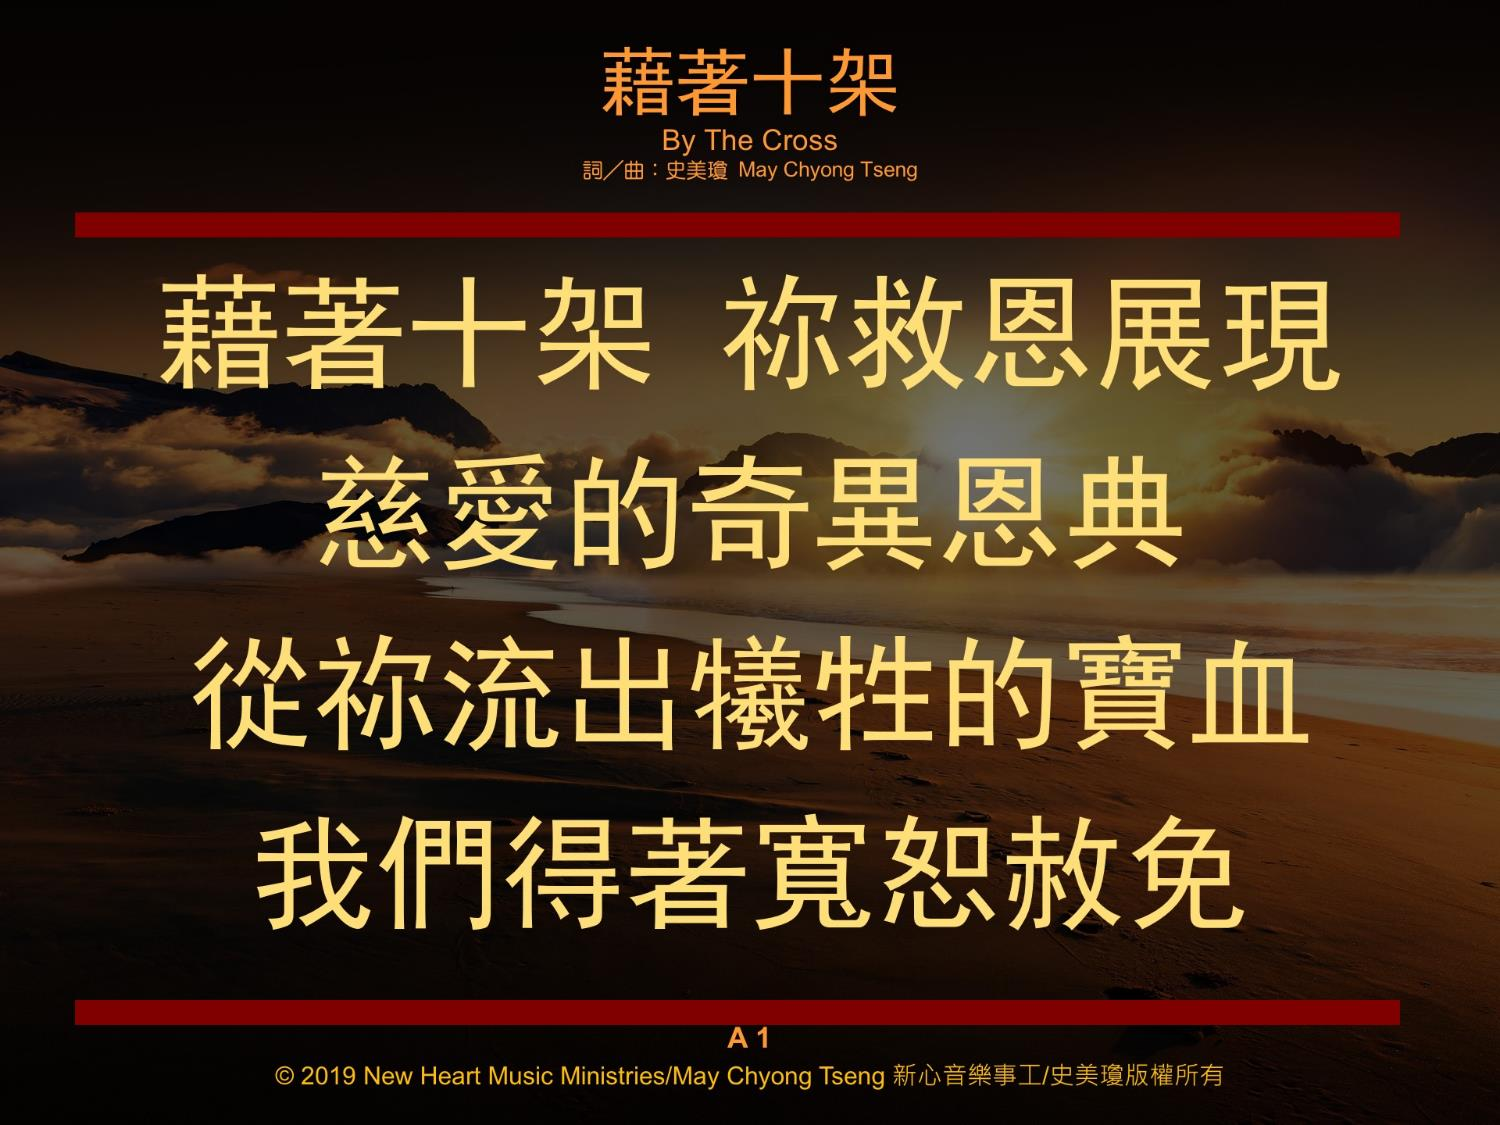 藉著十架
By The Cross
詞／曲：史美瓊 May Chyong Tseng
藉著十架 祢救恩展現
慈愛的奇異恩典
從祢流出犧牲的寶血
我們得著寬恕赦免
A 1
© 2019 New Heart Music Ministries/May Chyong Tseng 新心音樂事工/史美瓊版權所有